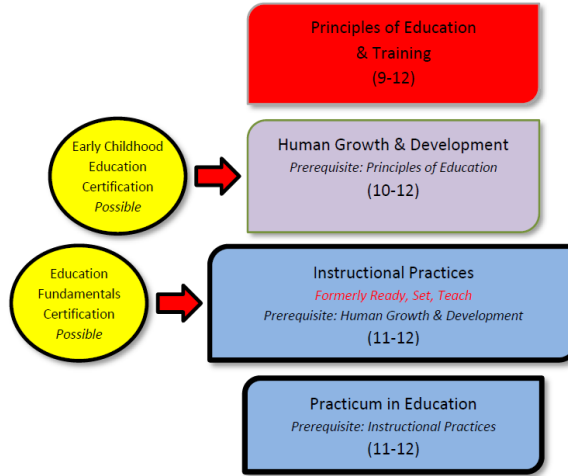 Principles of Education
& Training
(9-12)
Early Childhood
Education
Certification
Possible
Human Growth & Development
Prerequisite: Principles of Education
(10-12)
Education
Fundamentals
Certification
Possible
Instructional Practices
Formerly Ready, Set, Teach
Prerequisite: Human Growth & Development
(11-12)
Practicum in Education
Prerequisite: Instructional Practices
(11-12)